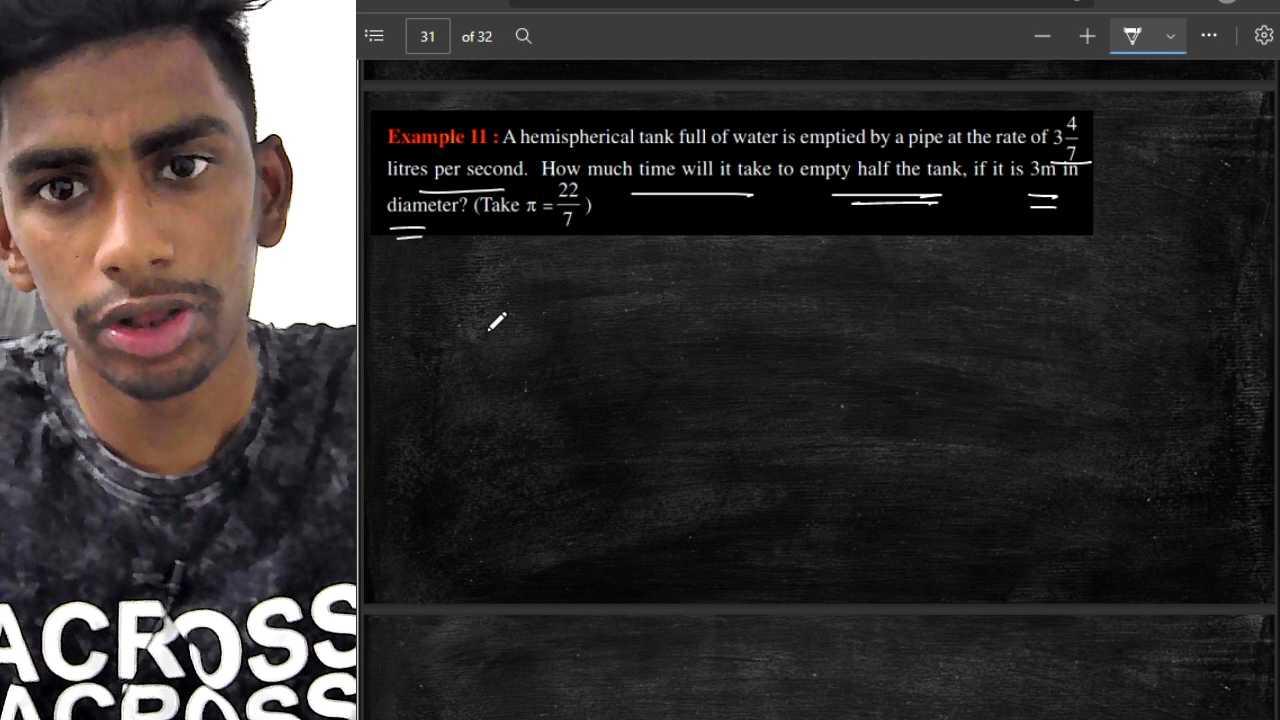 31 of 32
Example 11 : A hemispherical tank full of water is emptied by a pipe at the rate of 3 4/7
litres per second. How much time will it take to empty half the tank, if it is 3m in
diameter? (Take π = 22/7 )
ACROSS
ACROSS